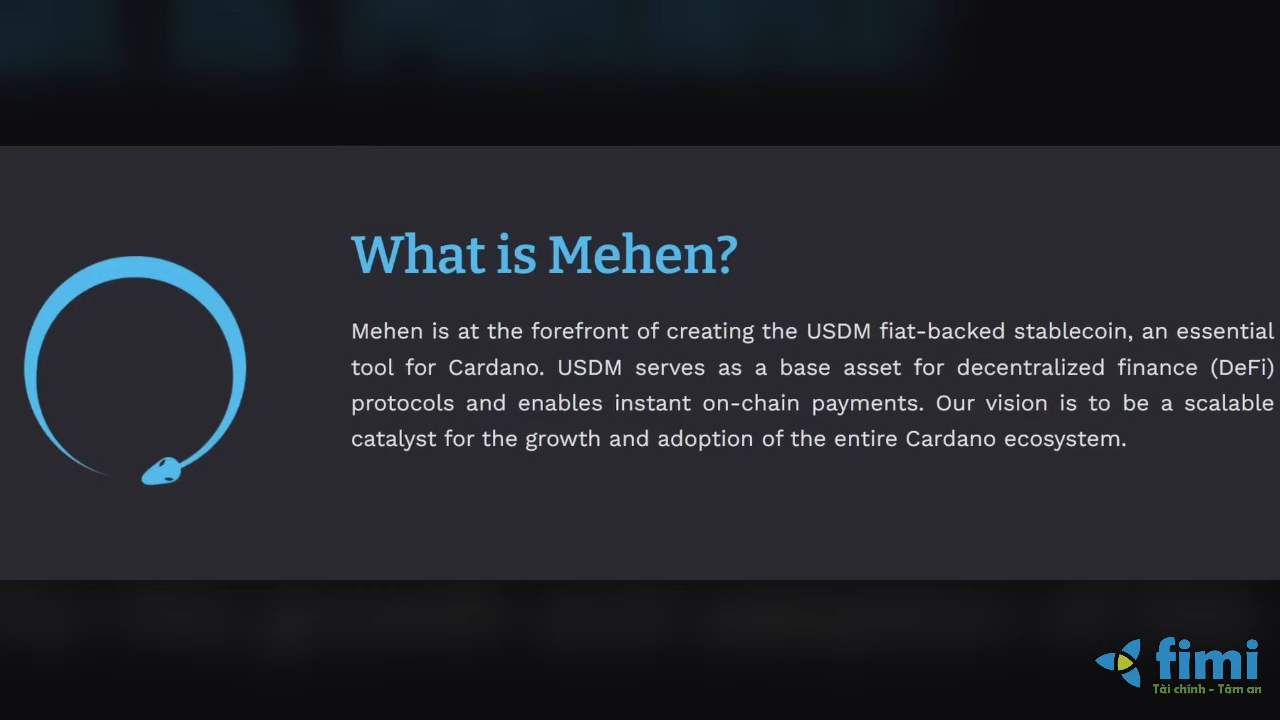 What is Mehen?
Mehen is at the forefront of creating the USDM fiat-backed stablecoin, an essential
tool for Cardano. USDM serves as a base asset for decentralized finance (DeFi)
protocols and enables instant on-chain payments. Our vision is to be a scalable
catalyst for the growth and adoption of the entire Cardano ecosystem.
fimi
Tài chính - Tâm an